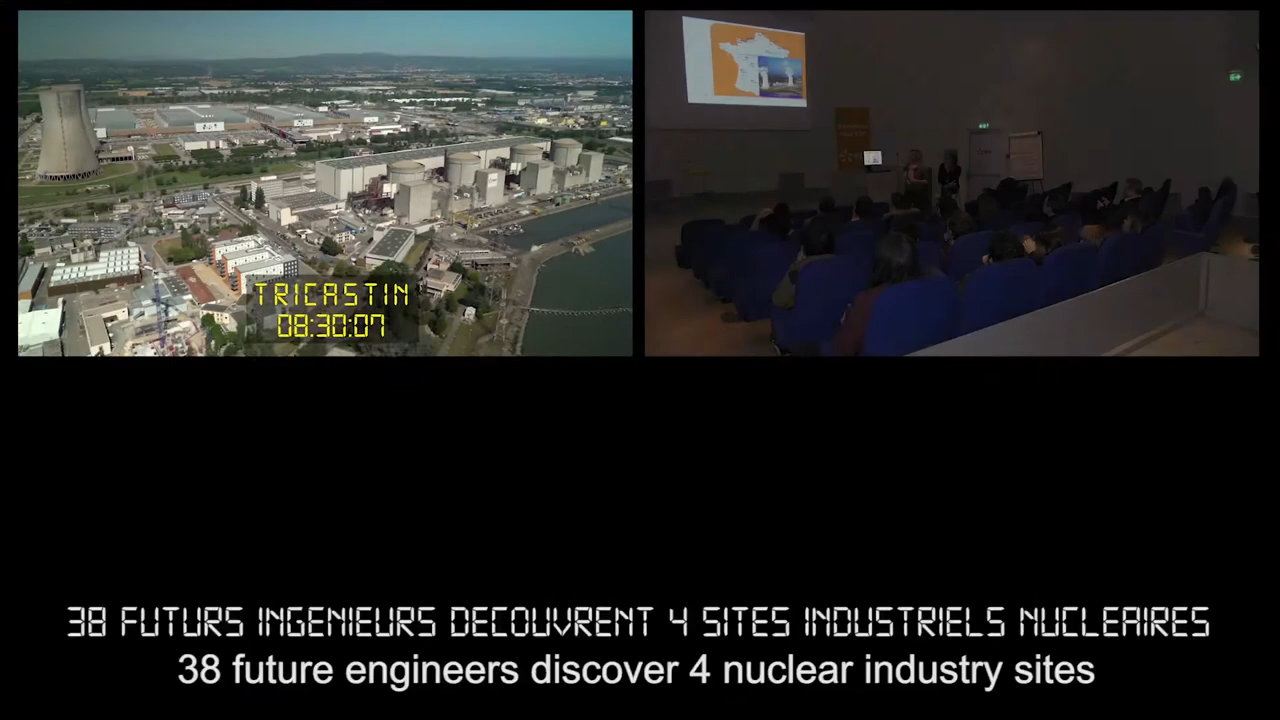 TRICASTIN
08:30:07
38 FUTURS INGENIEURS DECOUVRENT 4 SITES INDUSTRIELS NUCLEAIRES
38 future engineers discover 4 nuclear industry sites